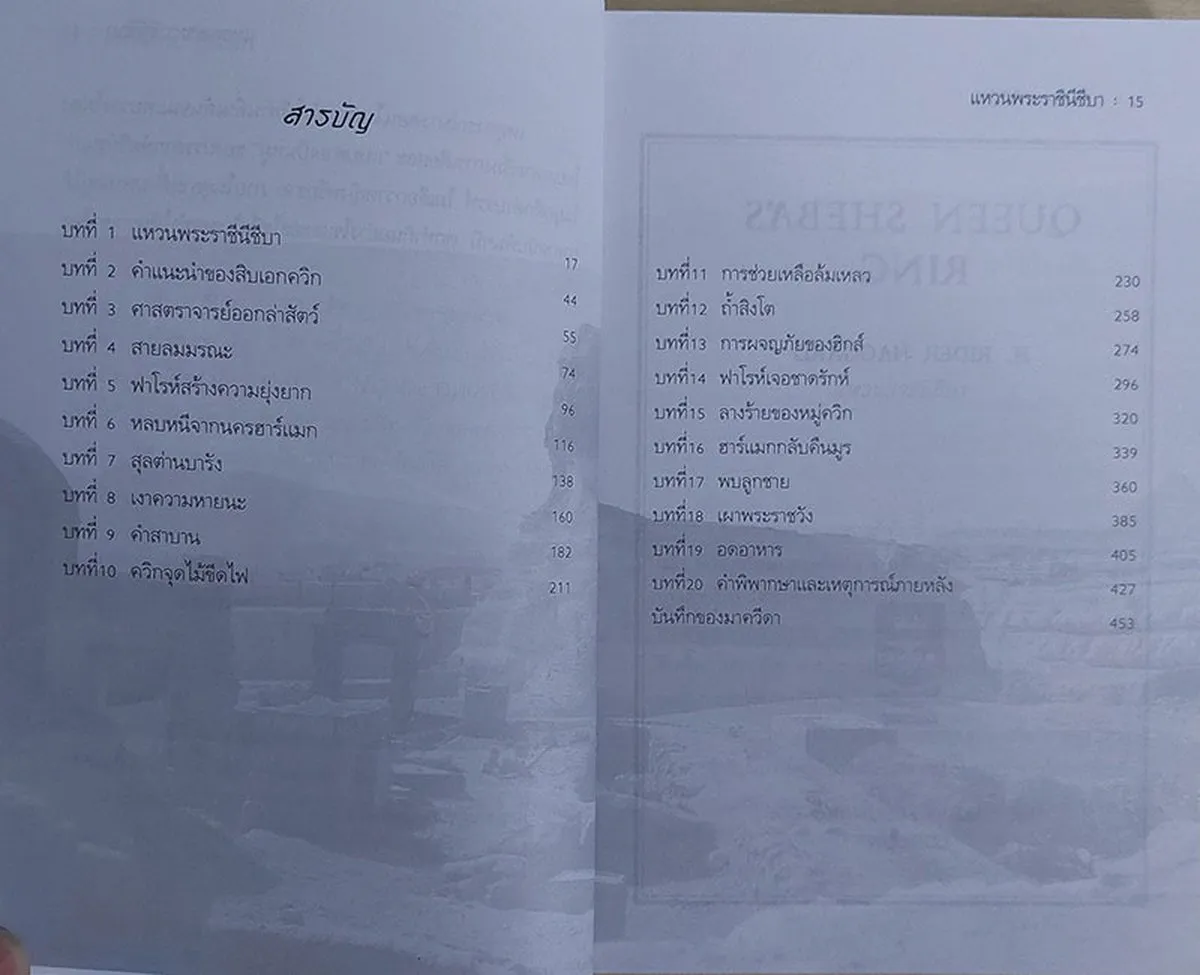 สารบัญ
บทที่ 1 แหวนพระราชินีชีบา 17
บทที่ 2 คำแนะนำของสิบเอกควิก 44
บทที่ 3 ศาสตราจารย์ออกล่าสัตว์ 55
บทที่ 4 สายลมมรณะ 74
บทที่ 5 ฟาโรห์สร้างความยุ่งยาก 96
บทที่ 6 หลบหนีจากนครฮาร์แมก 116
บทที่ 7 สุลต่านบารัง 138
บทที่ 8 เงาความหายนะ 160
บทที่ 9 คำสาบาน 182
บทที่10 ควิกจุดไม้ขีดไฟ 211
แหวนพระราชินีชีบา : 15
บทที่11 การช่วยเหลือล้มเหลว 230
บทที่12 ถ้ำสิงโต 258
บทที่13 การผจญภัยของฮิกส์ 274
บทที่14 ฟาโรห์เจอชาดรักห์ 296
บทที่15 ลางร้ายของหมู่ควิก 320
บทที่16 ฮาร์แมกกลับคืนมูร 339
บทที่17 พบลูกชาย 360
บทที่18 เผาพระราชวัง 385
บทที่19 อดอาหาร 405
บทที่20 คำพิพากษาและเหตุการณ์ภายหลัง 427
บันทึกของมาควีดา 453
QUEEN SHEBA'S
RING
H. RIDER HAGGARD